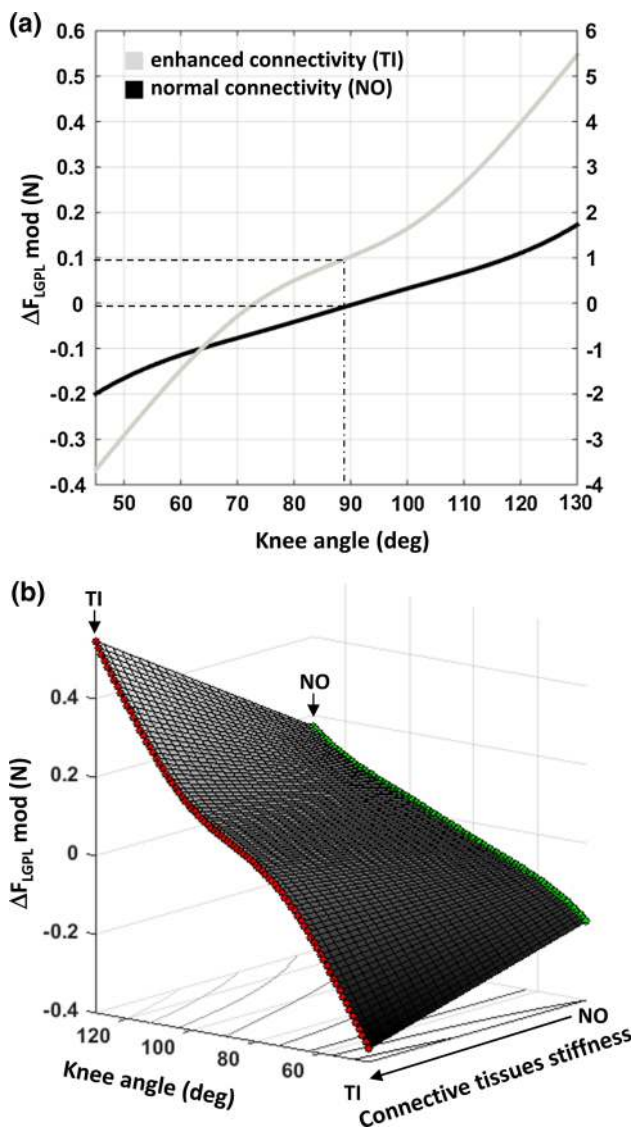 (a)
0.6
0.5
0.4
0.3
0.2
0.1
0
-0.1
-0.2
-0.3
-0.4
ΔF_LGPL mod (N)
enhanced connectivity (TI)
normal connectivity (NO)
6
5
4
3
2
1
0
-1
-2
-3
-4
50 60 70 80 90 100 110 120 130
Knee angle (deg)
(b)
TI
NO
0.4
0.2
0
-0.2
-0.4
ΔF_LGPL mod (N)
120 100 80 60
Knee angle (deg)
NO
TI
Connective tissues stiffness